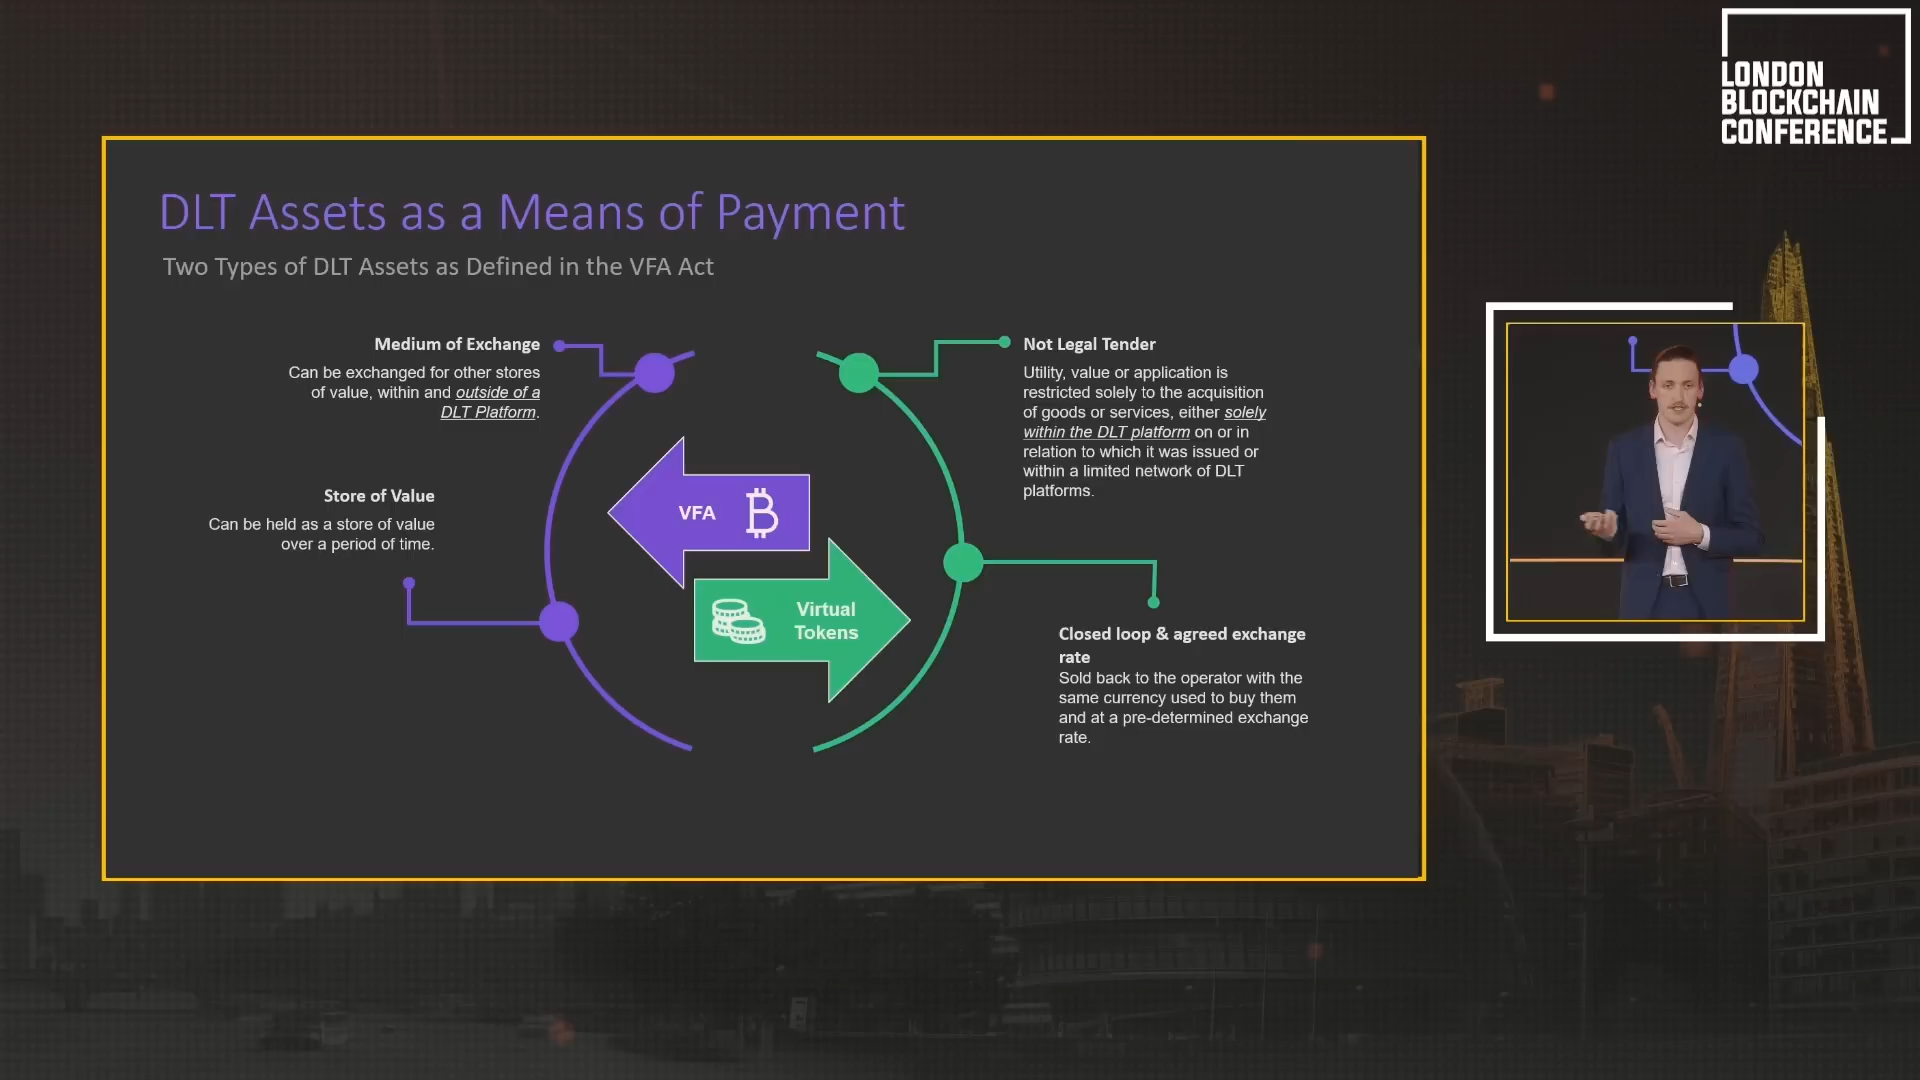 LONDON
BLOCKCHAIN
CONFERENCE
DLT Assets as a Means of Payment
Two Types of DLT Assets as Defined in the VFA Act
Medium of Exchange
Can be exchanged for other stores
of value, within and outside of a
DLT Platform.
Store of Value
Can be held as a store of value
over a period of time.
VFA
Virtual
Tokens
Not Legal Tender
Utility, value or application is
restricted solely to the acquisition
of goods or services, either solely
within the DLT platform on or in
relation to which it was issued or
within a limited network of DLT
platforms.
Closed loop & agreed exchange
rate
Sold back to the operator with the
same currency used to buy them
and at a pre-determined exchange
rate.